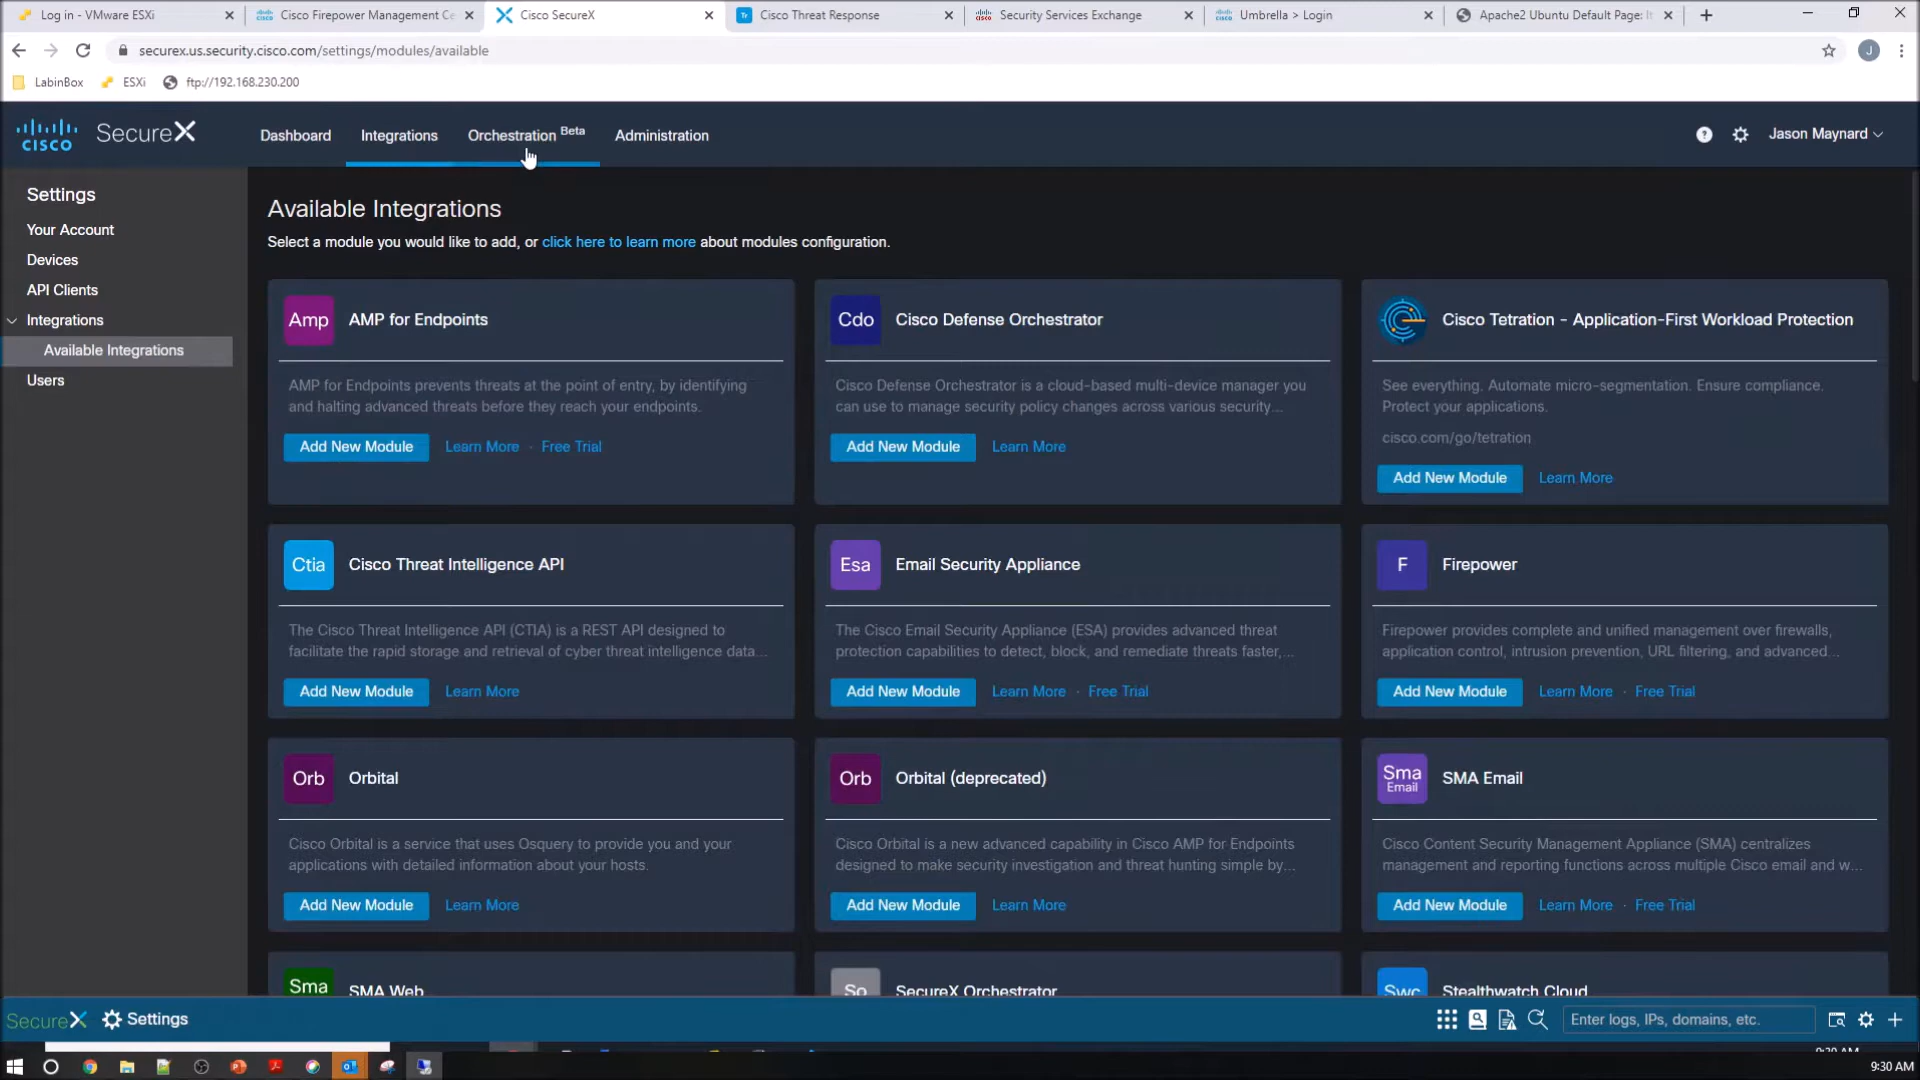 Log in - VMware ESXi
Cisco Firepower Management Ce
Cisco SecureX
Cisco Threat Response
Security Services Exchange
Umbrella > Login
Apache2 Ubuntu Default Page: It
securex.us.security.cisco.com/settings/modules/available
J
LabinBox
ESXi
ftp://192.168.230.200
cisco
SecureX
Dashboard
Integrations
Orchestration Beta
Administration
Jason Maynard
Settings
Your Account
Devices
API Clients
Integrations
Available Integrations
Users
Available Integrations
Select a module you would like to add, or click here to learn more about modules configuration.
Amp
AMP for Endpoints
AMP for Endpoints prevents threats at the point of entry, by identifying
and halting advanced threats before they reach your endpoints.
Add New Module
Learn More · Free Trial
Cdo
Cisco Defense Orchestrator
Cisco Defense Orchestrator is a cloud-based multi-device manager you
can use to manage security policy changes across various security...
Add New Module
Learn More
Cisco Tetration - Application-First Workload Protection
See everything. Automate micro-segmentation. Ensure compliance.
Protect your applications.
cisco.com/go/tetration
Add New Module
Learn More
Ctia
Cisco Threat Intelligence API
The Cisco Threat Intelligence API (CTIA) is a REST API designed to
facilitate the rapid storage and retrieval of cyber threat intelligence data...
Add New Module
Learn More
Esa
Email Security Appliance
The Cisco Email Security Appliance (ESA) provides advanced threat
protection capabilities to detect, block, and remediate threats faster,...
Add New Module
Learn More · Free Trial
F
Firepower
Firepower provides complete and unified management over firewalls,
application control, intrusion prevention, URL filtering, and advanced...
Add New Module
Learn More · Free Trial
Orb
Orbital
Cisco Orbital is a service that uses Osquery to provide you and your
applications with detailed information about your hosts.
Add New Module
Learn More
Orb
Orbital (deprecated)
Cisco Orbital is a new advanced capability in Cisco AMP for Endpoints
designed to make security investigation and threat hunting simple by...
Add New Module
Learn More
Sma
Email
SMA Email
Cisco Content Security Management Appliance (SMA) centralizes
management and reporting functions across multiple Cisco email and w...
Add New Module
Learn More · Free Trial
Sma
SMA Web
So
SecureX Orchestrator
Swc
Stealthwatch Cloud
SecureX
Settings
Enter logs, IPs, domains, etc.
9:30 AM
9:30 AM